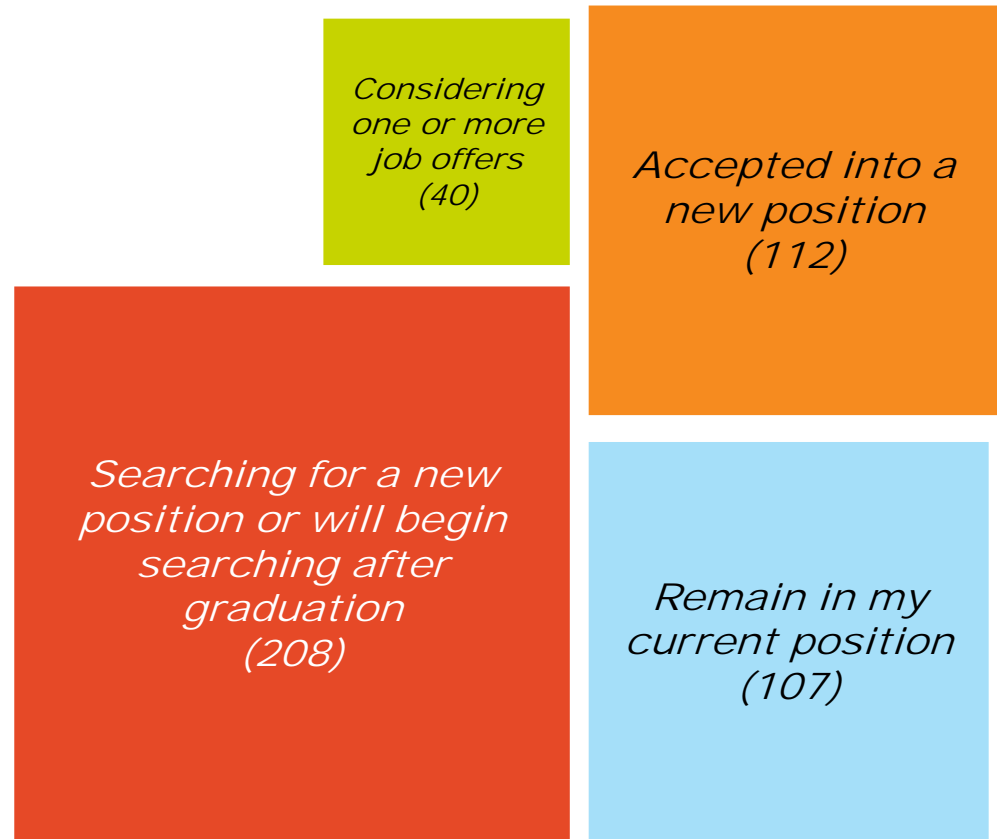 Considering
one or more
job offers
(40)
Accepted into a
new position
(112)
Searching for a new
position or will begin
searching after
graduation
(208)
Remain in my
current position
(107)